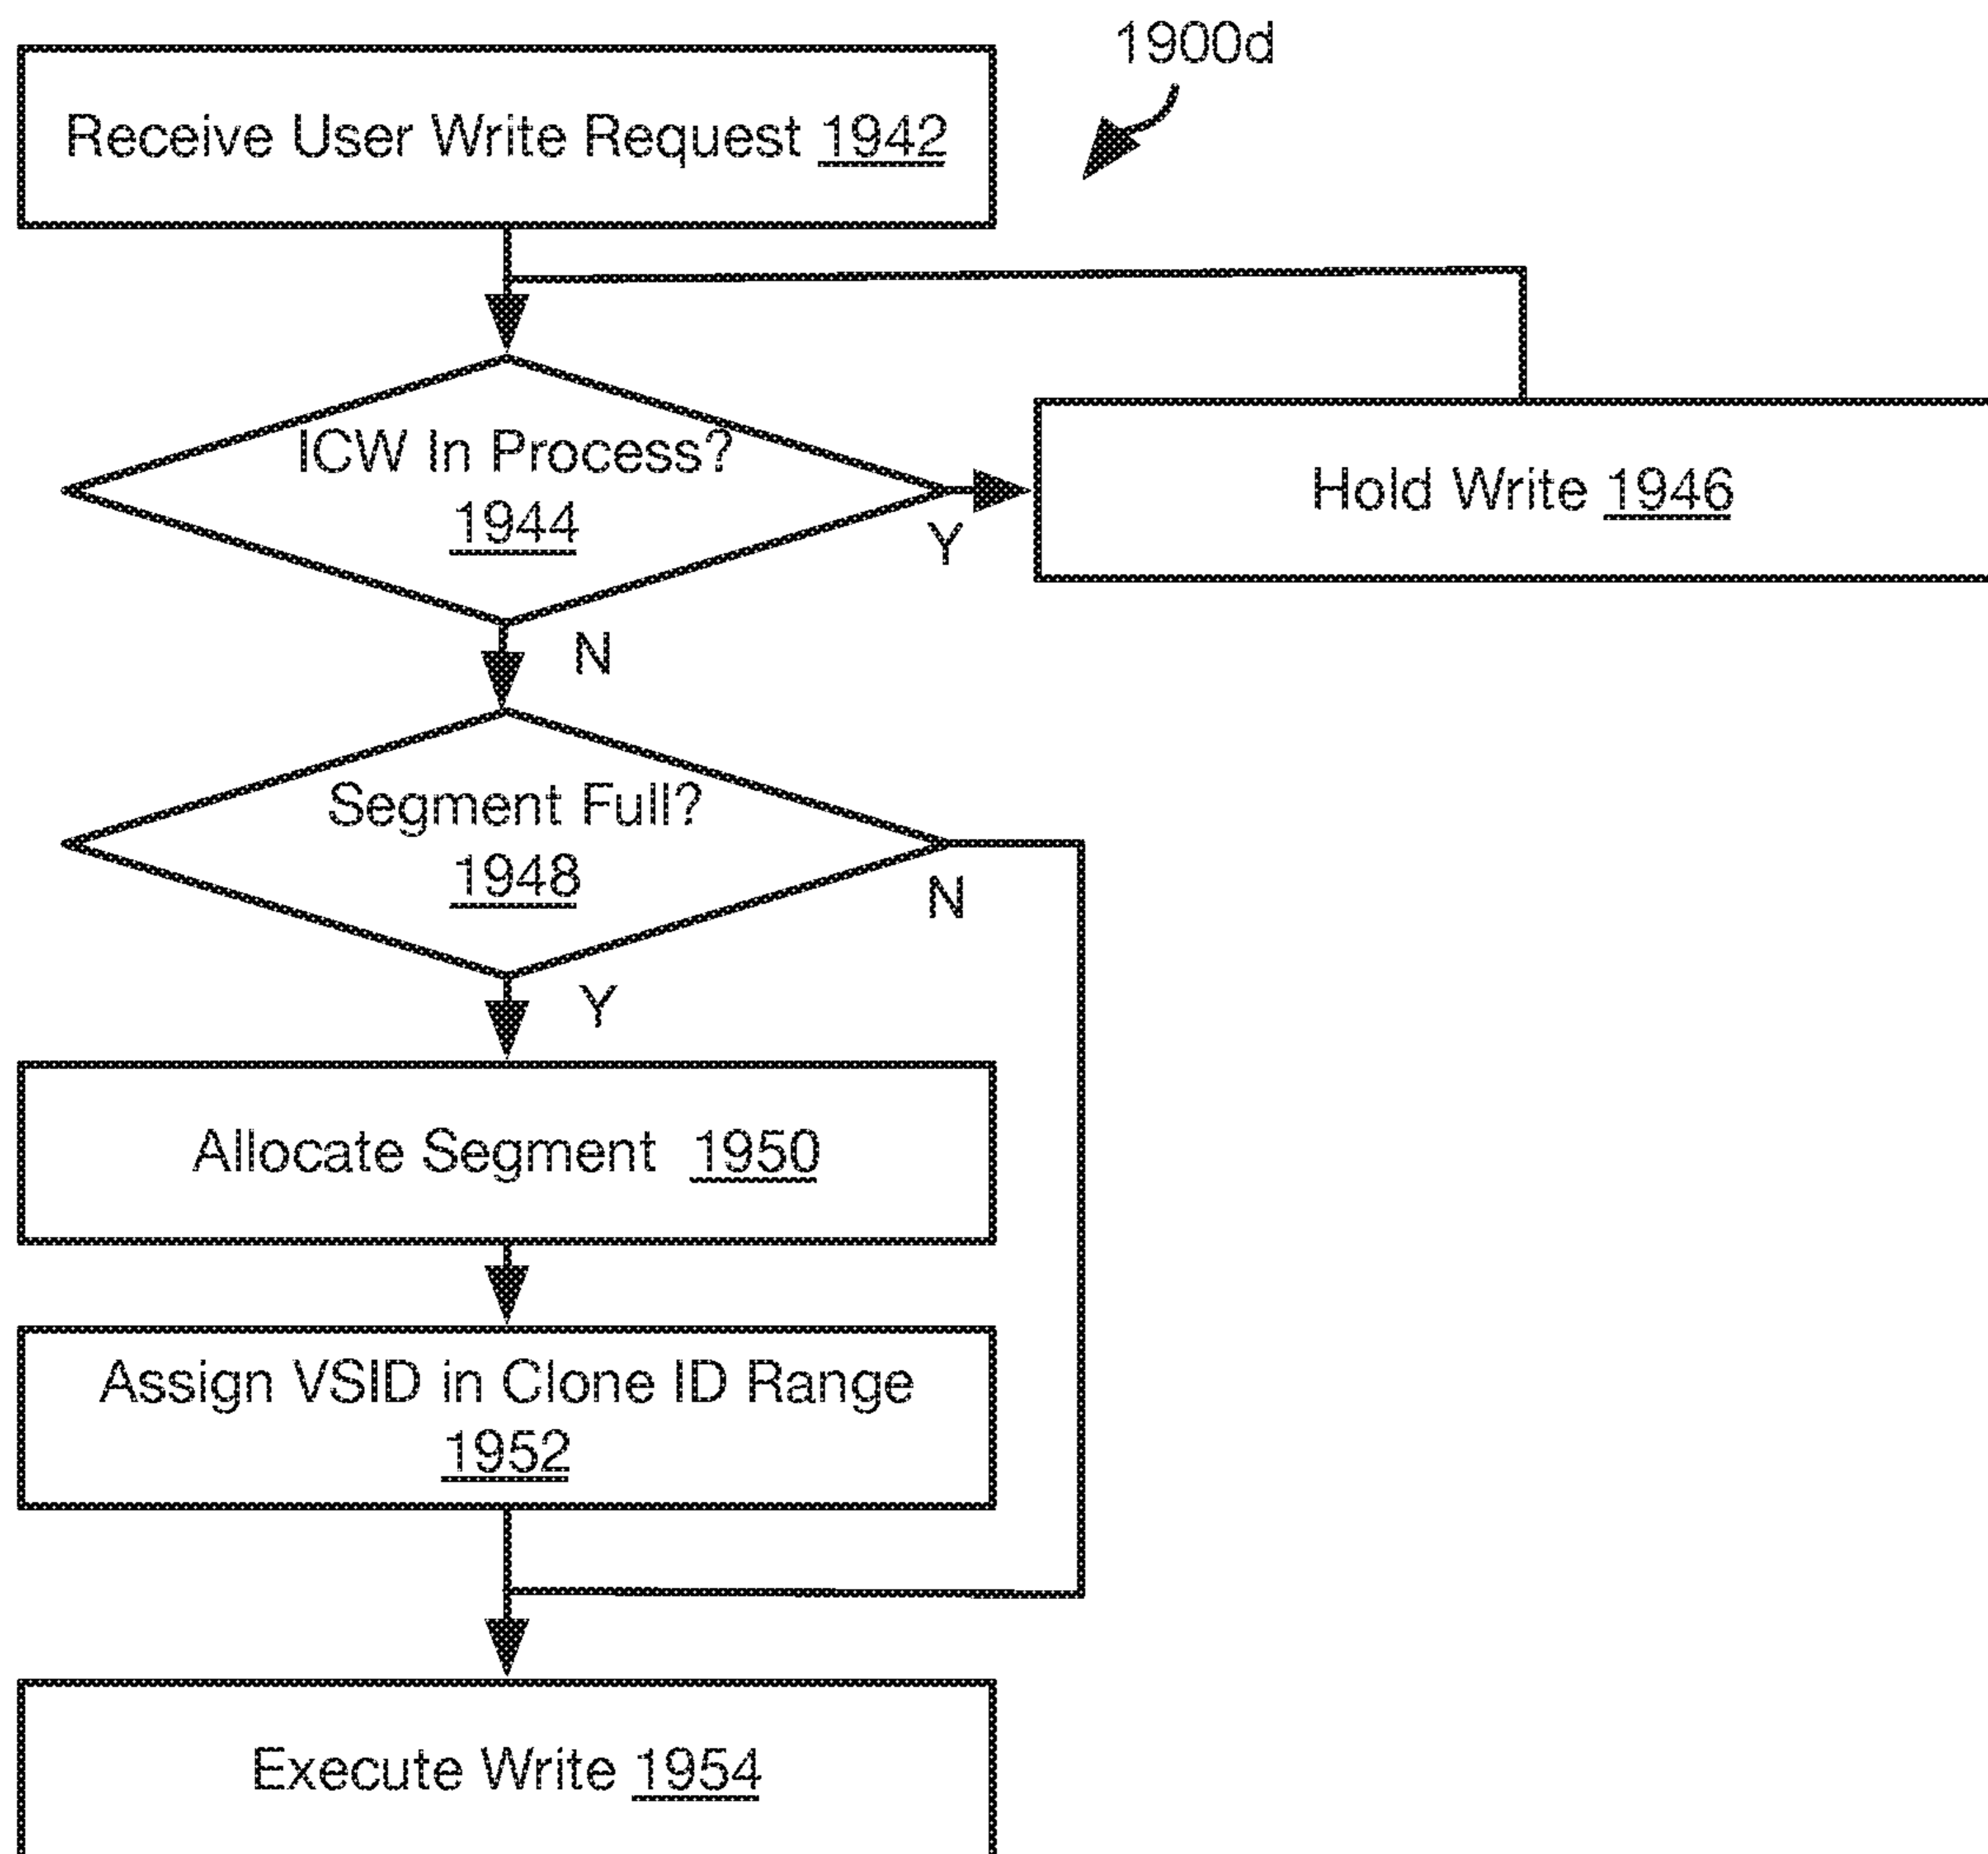 1900d
Receive User Write Request 1942
ICW In Process?
1944
Y
Hold Write 1946
N
Segment Full?
1948
N
Y
Allocate Segment 1950
Assign VSID in Clone ID Range
1952
Execute Write 1954